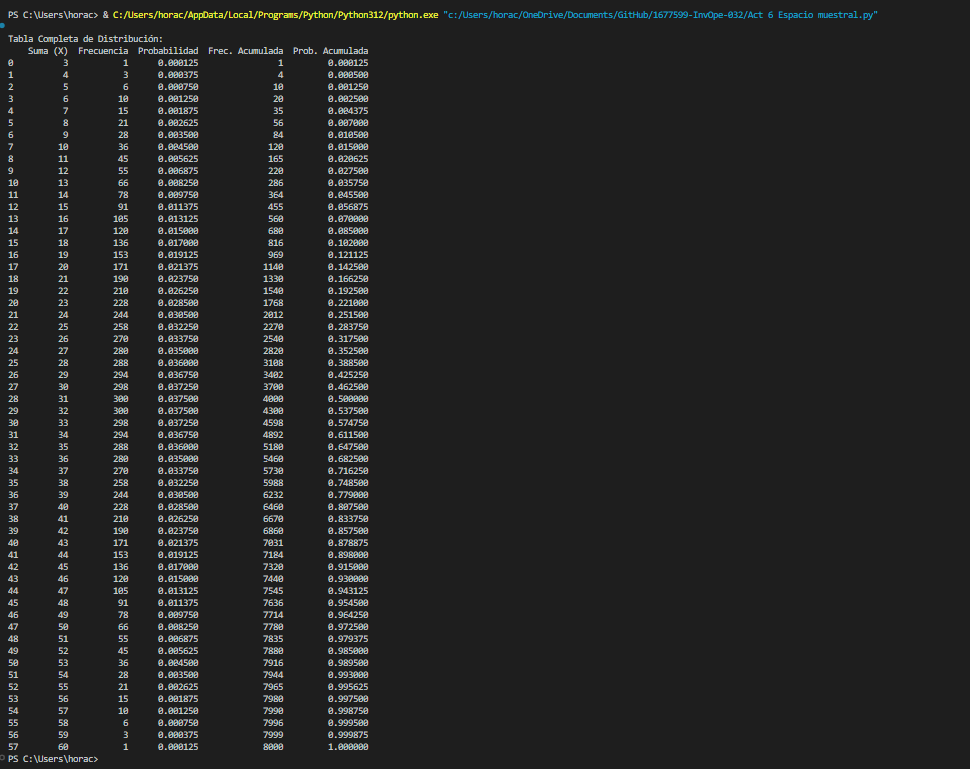 PS C:\Users\horac> & C:/Users/horac/AppData/Local/Programs/Python/Python312/python.exe "c:/Users/horac/OneDrive/Documents/GitHub/1677599-InvOpe-032/Act 6 Espacio muestral.py"
Tabla Completa de Distribución:
Suma (X) Frecuencia Probabilidad Frec. Acumulada Prob. Acumulada
0 3 1 0.000125 1 0.000125
1 4 3 0.000375 4 0.000500
2 5 6 0.000750 10 0.001250
3 6 10 0.001250 20 0.002500
4 7 15 0.001875 35 0.004375
5 8 21 0.002625 56 0.007000
6 9 28 0.003500 84 0.010500
7 10 36 0.004500 120 0.015000
8 11 45 0.005625 165 0.020625
9 12 55 0.006875 220 0.027500
10 13 66 0.008250 286 0.035750
11 14 78 0.009750 364 0.045500
12 15 91 0.011375 455 0.056875
13 16 105 0.013125 560 0.070000
14 17 120 0.015000 680 0.085000
15 18 136 0.017000 816 0.102000
16 19 153 0.019125 969 0.121125
17 20 171 0.021375 1140 0.142500
18 21 190 0.023750 1330 0.166250
19 22 210 0.026250 1540 0.192500
20 23 228 0.028500 1768 0.221000
21 24 244 0.030500 2012 0.251500
22 25 258 0.032250 2270 0.283750
23 26 270 0.033750 2540 0.317500
24 27 280 0.035000 2820 0.352500
25 28 288 0.036000 3108 0.388500
26 29 294 0.036750 3402 0.425250
27 30 298 0.037250 3700 0.462500
28 31 300 0.037500 4000 0.500000
29 32 300 0.037500 4300 0.537500
30 33 298 0.037250 4598 0.574750
31 34 294 0.036750 4892 0.611500
32 35 288 0.036000 5180 0.647500
33 36 280 0.035000 5460 0.682500
34 37 270 0.033750 5730 0.716250
35 38 258 0.032250 5988 0.748500
36 39 244 0.030500 6232 0.779000
37 40 228 0.028500 6460 0.807500
38 41 210 0.026250 6670 0.833750
39 42 190 0.023750 6860 0.857500
40 43 171 0.021375 7031 0.878875
41 44 153 0.019125 7184 0.898000
42 45 136 0.017000 7320 0.915000
43 46 120 0.015000 7440 0.930000
44 47 105 0.013125 7545 0.943125
45 48 91 0.011375 7636 0.954500
46 49 78 0.009750 7714 0.964250
47 50 66 0.008250 7780 0.972500
48 51 55 0.006875 7835 0.979375
49 52 45 0.005625 7880 0.985000
50 53 36 0.004500 7916 0.989500
51 54 28 0.003500 7944 0.993000
52 55 21 0.002625 7965 0.995625
53 56 15 0.001875 7980 0.997500
54 57 10 0.001250 7990 0.998750
55 58 6 0.000750 7996 0.999500
56 59 3 0.000375 7999 0.999875
57 60 1 0.000125 8000 1.000000
PS C:\Users\horac>